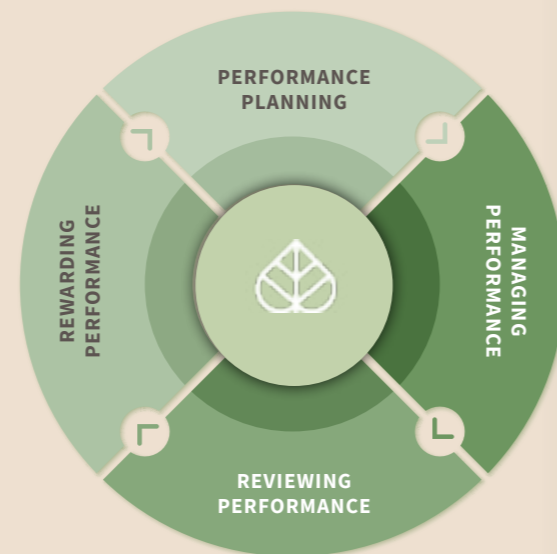 PERFORMANCE
PLANNING
MANAGING
PERFORMANCE
REVIEWING
PERFORMANCE
REWARDING
PERFORMANCE